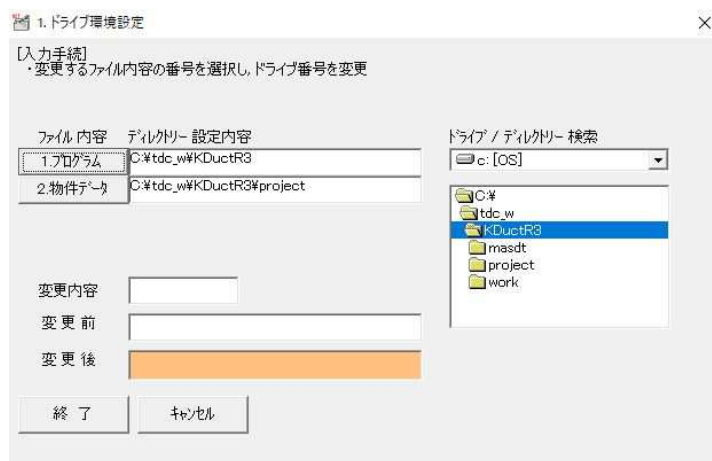 1. ドライブ環境設定
[入力手続]
・変更するファイル内容の番号を選択し,ドライブ番号を変更
ファイル 内容 ディレクトリー 設定内容 ドライブ / ディレクトリー 検索
1.プログラム C:¥tdc_w¥KDuctR3 c: [OS]
2.物件データ C:¥tdc_w¥KDuctR3¥project
C:¥
tdc_w
KDuctR3
masdt
project
work
変更内容
変 更 前
変 更 後
終 了 キャンセル